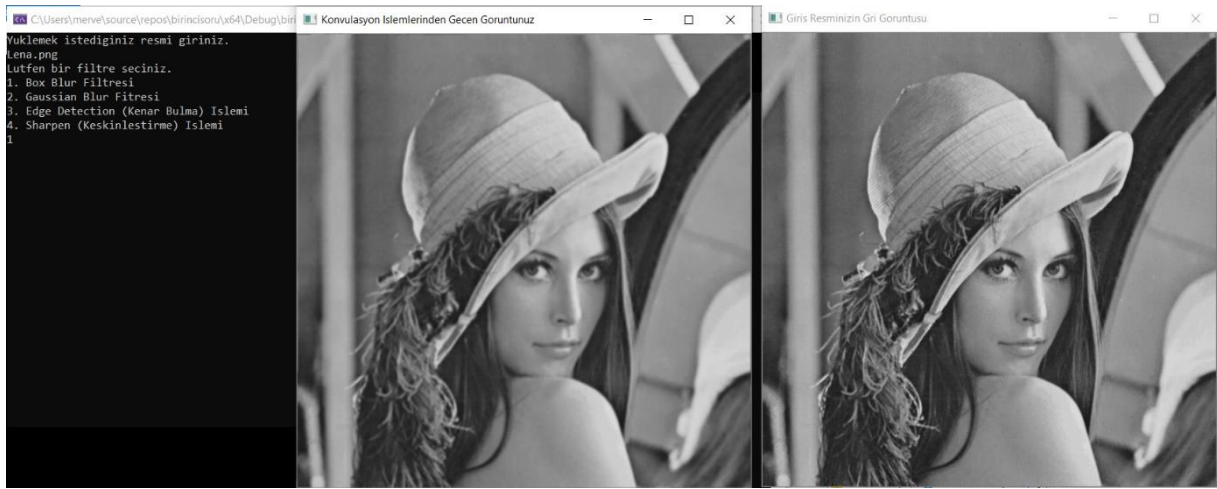 C:\Users\merve\source\repos\birincisoru\x64\Debug\biri
Yuklemek istediginiz resmi giriniz.
Lena.png
Lutfen bir filtre seciniz.
1. Box Blur Filtresi
2. Gaussian Blur Fitresi
3. Edge Detection (Kenar Bulma) Islemi
4. Sharpen (Keskinlestirme) Islemi
1
Konvulasyon Islemlerinden Gecen Goruntunuz
Giris Resminizin Gri Goruntusu